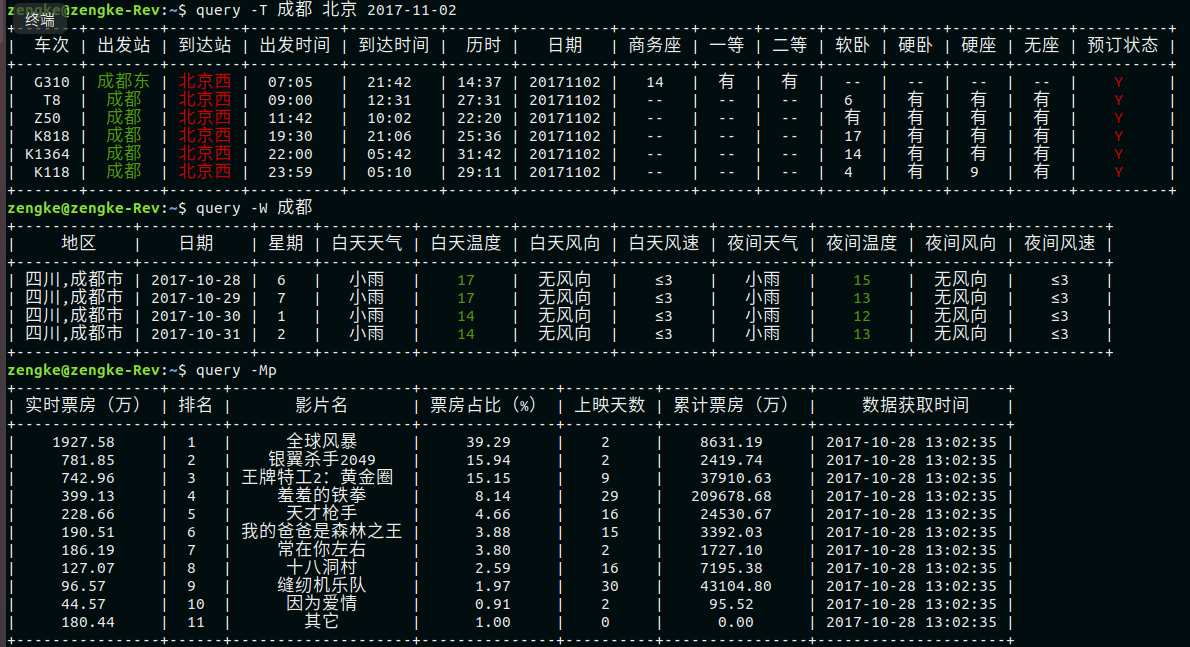 zengke@zengke-Rev:~$ query -T 成都 北京 2017-11-02
终端
+-------+--------+--------+----------+----------+-------+----------+--------+------+------+------+------+------+------+----------+
| 车次 | 出发站 | 到达站 | 出发时间 | 到达时间 | 历时 | 日期 | 商务座 | 一等 | 二等 | 软卧 | 硬卧 | 硬座 | 无座 | 预订状态 |
+-------+--------+--------+----------+----------+-------+----------+--------+------+------+------+------+------+------+----------+
| G310 | 成都东 | 北京西 | 07:05 | 21:42 | 14:37 | 20171102 | 14 | 有 | 有 | -- | -- | -- | -- | Y |
| T8 | 成都 | 北京西 | 09:00 | 12:31 | 27:31 | 20171102 | -- | -- | -- | 6 | 有 | 有 | 有 | Y |
| Z50 | 成都 | 北京西 | 11:42 | 10:02 | 22:20 | 20171102 | -- | -- | -- | 有 | 有 | 有 | 有 | Y |
| K818 | 成都 | 北京西 | 19:30 | 21:06 | 25:36 | 20171102 | -- | -- | -- | 17 | 有 | 有 | 有 | Y |
| K1364 | 成都 | 北京西 | 22:00 | 05:42 | 31:42 | 20171102 | -- | -- | -- | 14 | 有 | 有 | 有 | Y |
| K118 | 成都 | 北京西 | 23:59 | 05:10 | 29:11 | 20171102 | -- | -- | -- | 4 | 有 | 9 | 有 | Y |
+-------+--------+--------+----------+----------+-------+----------+--------+------+------+------+------+------+------+----------+
zengke@zengke-Rev:~$ query -W 成都
+-------------+------------+------+----------+----------+----------+----------+----------+----------+----------+----------+
| 地区 | 日期 | 星期 | 白天天气 | 白天温度 | 白天风向 | 白天风速 | 夜间天气 | 夜间温度 | 夜间风向 | 夜间风速 |
+-------------+------------+------+----------+----------+----------+----------+----------+----------+----------+----------+
| 四川,成都市 | 2017-10-28 | 6 | 小雨 | 17 | 无风向 | ≤3 | 小雨 | 15 | 无风向 | ≤3 |
| 四川,成都市 | 2017-10-29 | 7 | 小雨 | 17 | 无风向 | ≤3 | 小雨 | 13 | 无风向 | ≤3 |
| 四川,成都市 | 2017-10-30 | 1 | 小雨 | 14 | 无风向 | ≤3 | 小雨 | 12 | 无风向 | ≤3 |
| 四川,成都市 | 2017-10-31 | 2 | 小雨 | 14 | 无风向 | ≤3 | 小雨 | 13 | 无风向 | ≤3 |
+-------------+------------+------+----------+----------+----------+----------+----------+----------+----------+----------+
zengke@zengke-Rev:~$ query -Mp
+----------------+------+--------------------+---------------+----------+----------------+---------------------+
| 实时票房（万） | 排名 | 影片名 | 票房占比（%） | 上映天数 | 累计票房（万） | 数据获取时间 |
+----------------+------+--------------------+---------------+----------+----------------+---------------------+
| 1927.58 | 1 | 全球风暴 | 39.29 | 2 | 8631.19 | 2017-10-28 13:02:35 |
| 781.85 | 2 | 银翼杀手2049 | 15.94 | 2 | 2419.74 | 2017-10-28 13:02:35 |
| 742.96 | 3 | 王牌特工2：黄金圈 | 15.15 | 9 | 37910.63 | 2017-10-28 13:02:35 |
| 399.13 | 4 | 羞羞的铁拳 | 8.14 | 29 | 209678.68 | 2017-10-28 13:02:35 |
| 228.66 | 5 | 天才枪手 | 4.66 | 16 | 24530.67 | 2017-10-28 13:02:35 |
| 190.51 | 6 | 我的爸爸是森林之王 | 3.88 | 15 | 3392.03 | 2017-10-28 13:02:35 |
| 186.19 | 7 | 常在你左右 | 3.80 | 2 | 1727.10 | 2017-10-28 13:02:35 |
| 127.07 | 8 | 十八洞村 | 2.59 | 16 | 7195.38 | 2017-10-28 13:02:35 |
| 96.57 | 9 | 缝纫机乐队 | 1.97 | 30 | 43104.80 | 2017-10-28 13:02:35 |
| 44.57 | 10 | 因为爱情 | 0.91 | 2 | 95.52 | 2017-10-28 13:02:35 |
| 180.44 | 11 | 其它 | 1.00 | 0 | 0.00 | 2017-10-28 13:02:35 |
+----------------+------+--------------------+---------------+----------+----------------+---------------------+